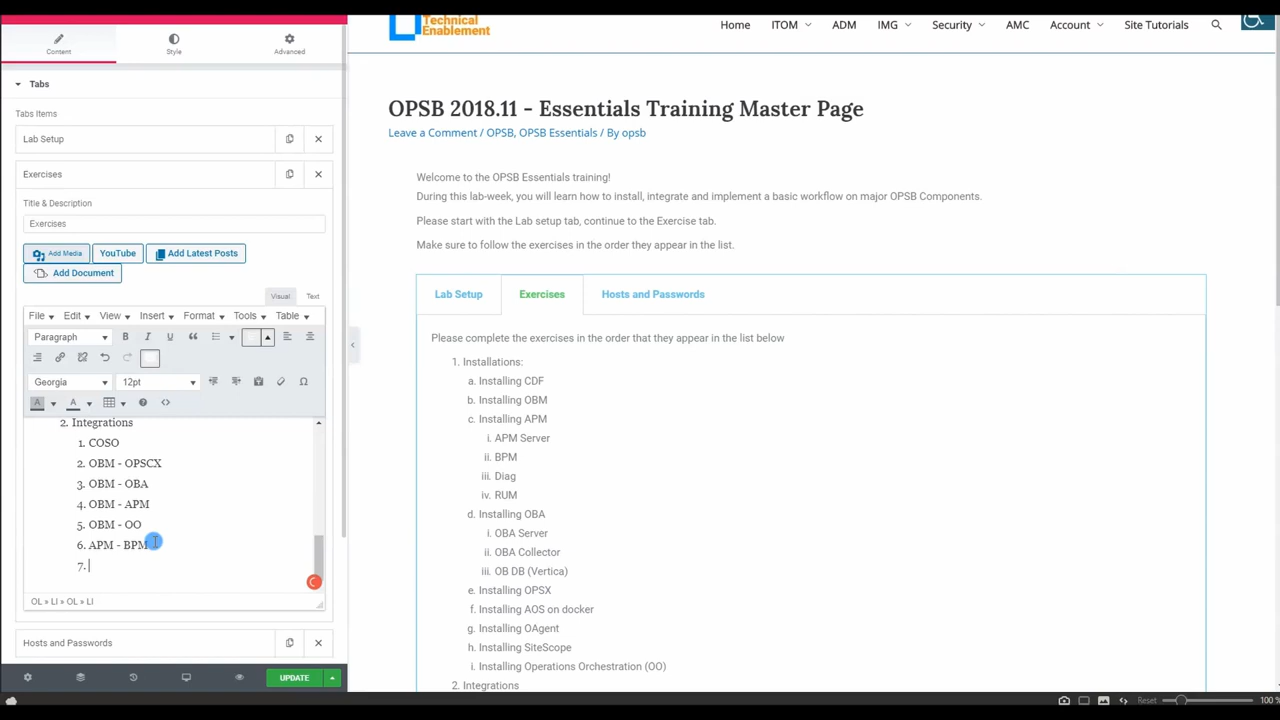 Content
Style
Advanced
Tabs
Tabs Items
Lab Setup
Exercises
Title & Description
Exercises
Add Media YouTube Add Latest Posts
Add Document
Visual Text
File Edit View Insert Format Tools Table
Paragraph B I U
Georgia 12pt
A A
2. Integrations
1. COSO
2. OBM - OPSCX
3. OBM - OBA
4. OBM - APM
5. OBM - OO
6. APM - BPM
7.
OL » LI » OL » LI
Hosts and Passwords
UPDATE
Technical
Enablement
Home ITOM ADM IMG Security AMC Account Site Tutorials
OPSB 2018.11 - Essentials Training Master Page
Leave a Comment / OPSB, OPSB Essentials / By opsb
Welcome to the OPSB Essentials training!
During this lab-week, you will learn how to install, integrate and implement a basic workflow on major OPSB Components.
Please start with the Lab setup tab, continue to the Exercise tab.
Make sure to follow the exercises in the order they appear in the list.
Lab Setup Exercises Hosts and Passwords
Please complete the exercises in the order that they appear in the list below
1. Installations:
a. Installing CDF
b. Installing OBM
c. Installing APM
i. APM Server
ii. BPM
iii. Diag
iv. RUM
d. Installing OBA
i. OBA Server
ii. OBA Collector
iii. OB DB (Vertica)
e. Installing OPSX
f. Installing AOS on docker
g. Installing OAgent
h. Installing SiteScope
i. Installing Operations Orchestration (OO)
2. Integrations
Reset 100 %